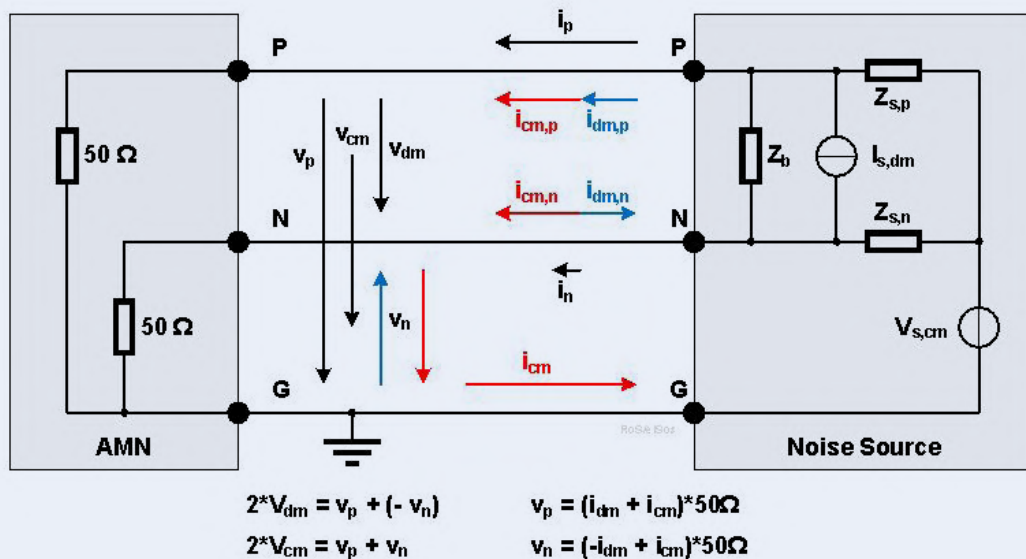 i_p
P
P
Z_s,p
i_cm,p
i_dm,p
v_cm
v_p
v_dm
50 Ω
Z_b
I_s,dm
i_cm,n
i_dm,n
N
N
Z_s,n
i_n
v_n
50 Ω
V_s,cm
i_cm
G
G
AMN
Noise Source
2*V_dm = v_p + (- v_n)
v_p = (i_dm + i_cm)*50Ω
2*V_cm = v_p + v_n
v_n = (-i_dm + i_cm)*50Ω